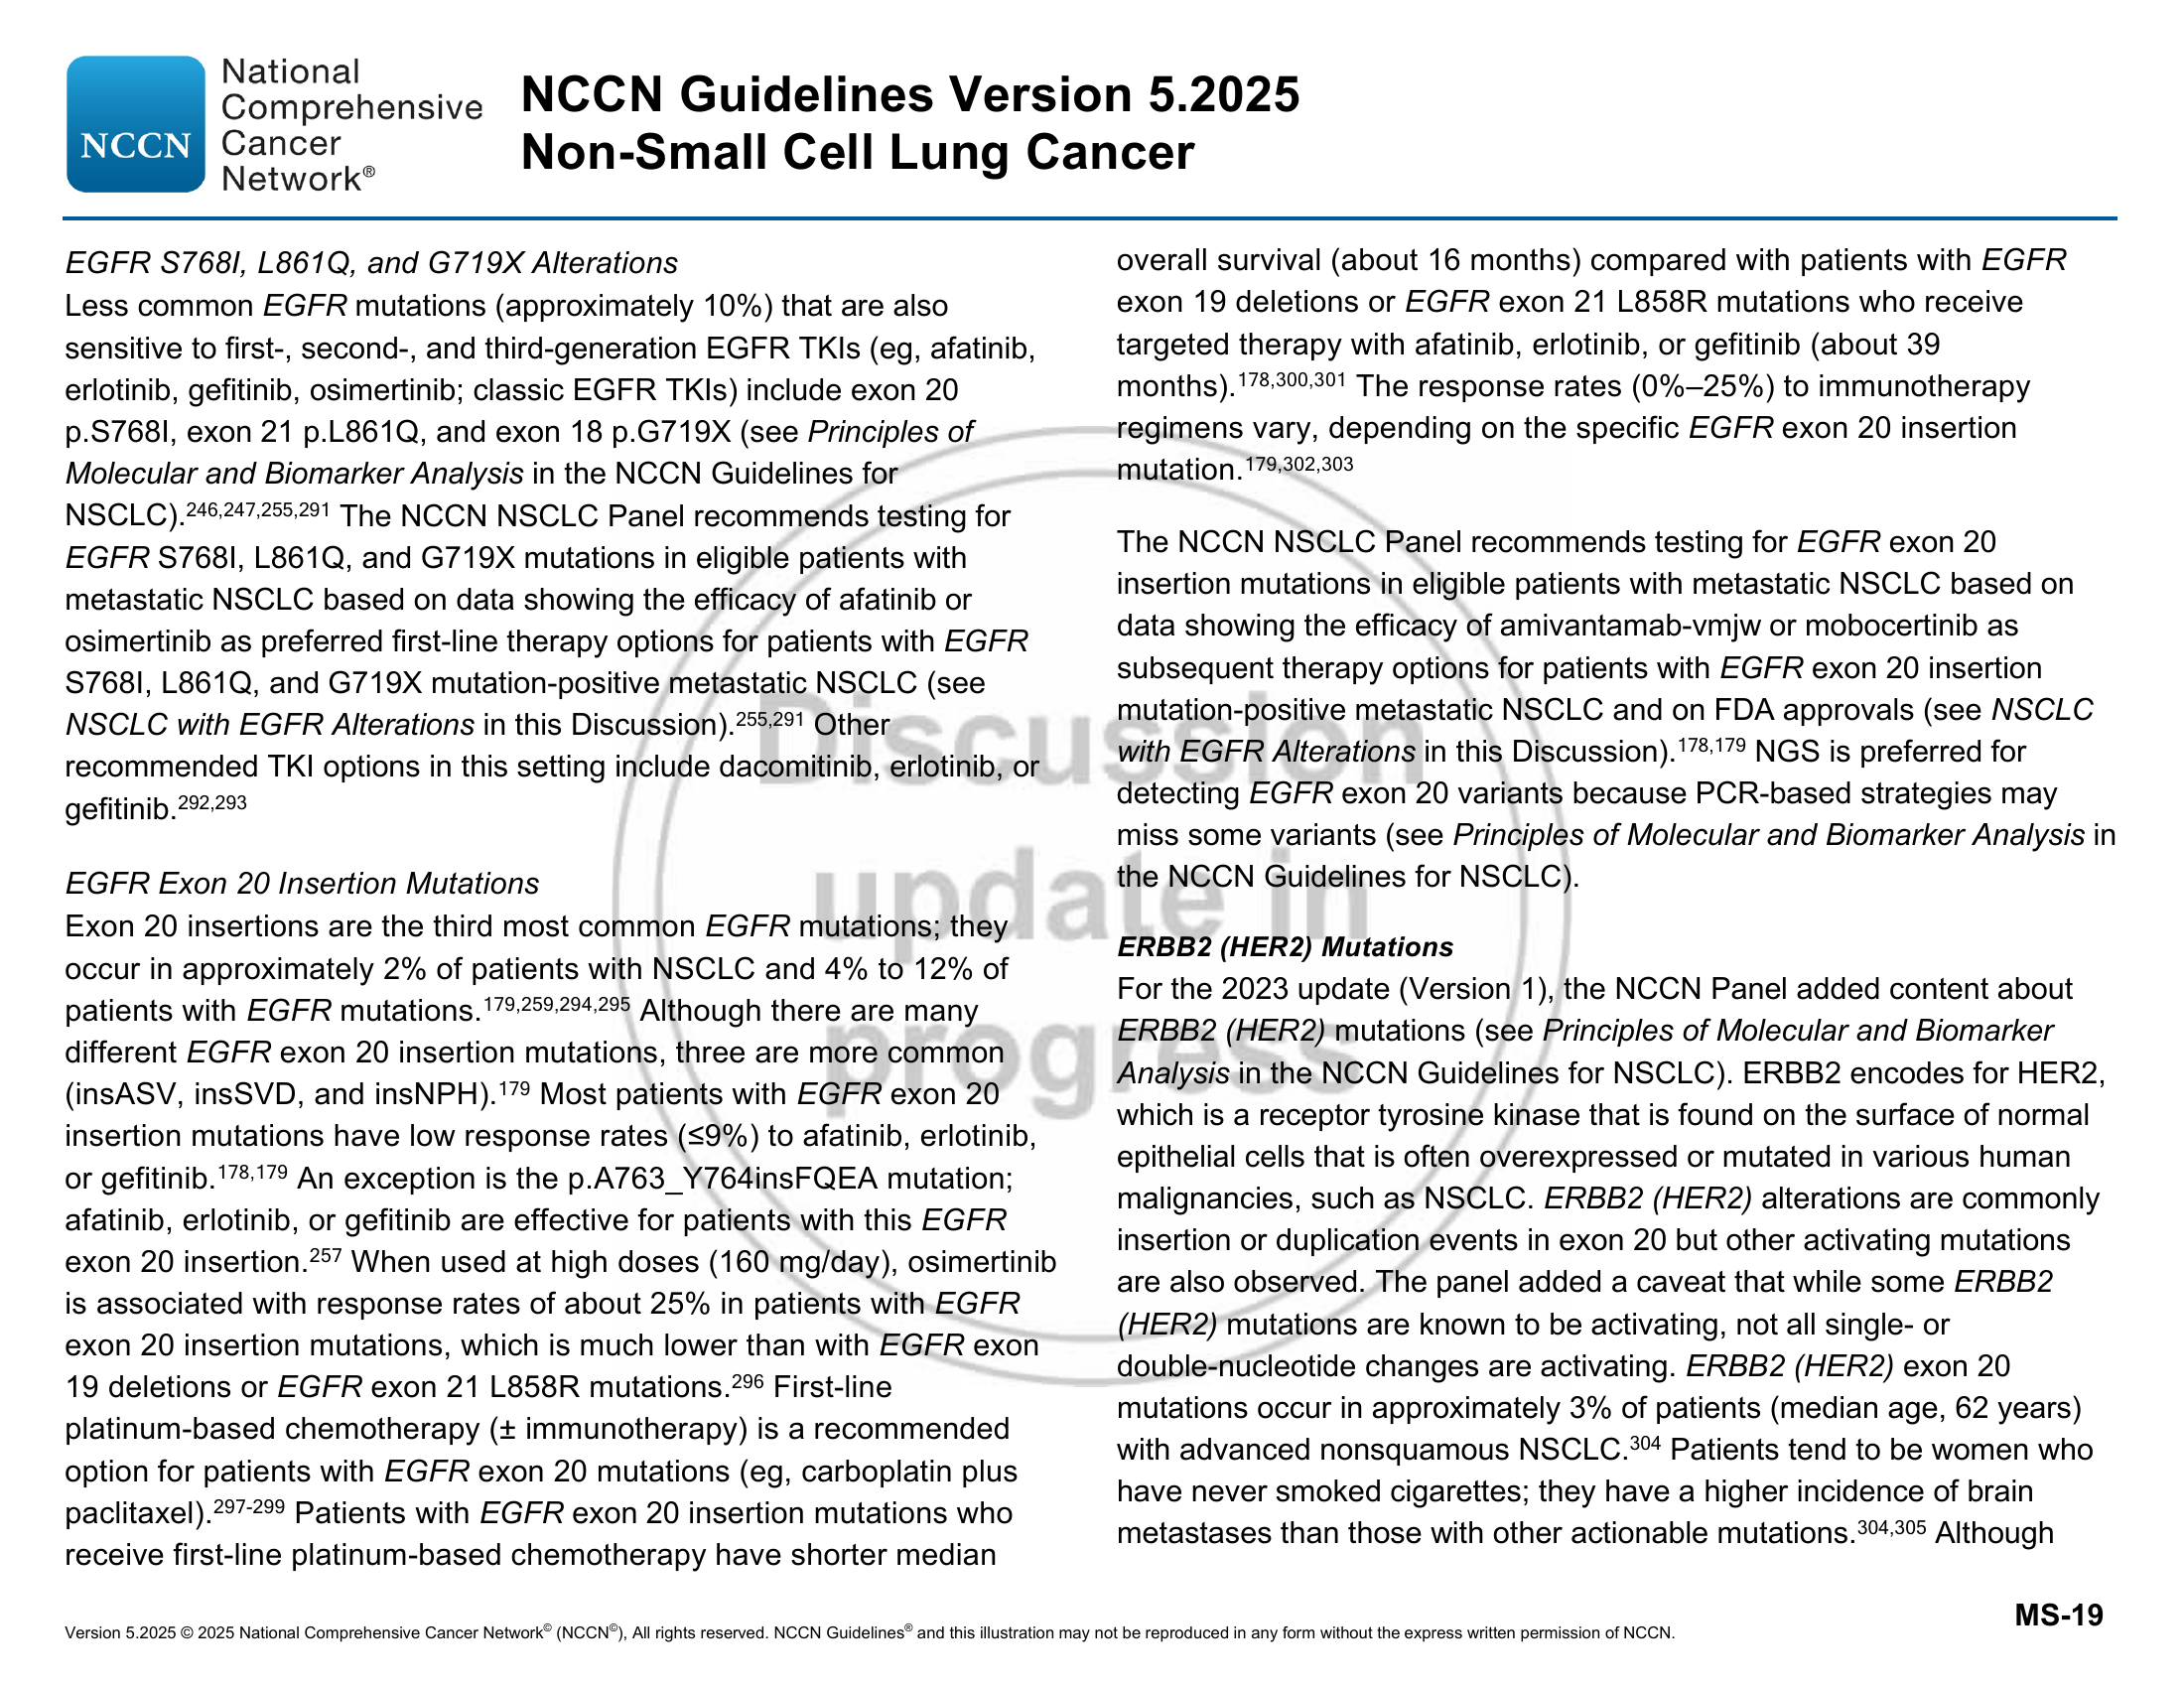 NCCN
National
Comprehensive
Cancer
Network®
NCCN Guidelines Version 5.2025
Non-Small Cell Lung Cancer
EGFR S768I, L861Q, and G719X Alterations
Less common EGFR mutations (approximately 10%) that are also
sensitive to first-, second-, and third-generation EGFR TKIs (eg, afatinib,
erlotinib, gefitinib, osimertinib; classic EGFR TKIs) include exon 20
p.S768I, exon 21 p.L861Q, and exon 18 p.G719X (see Principles of
Molecular and Biomarker Analysis in the NCCN Guidelines for
NSCLC).246,247,255,291 The NCCN NSCLC Panel recommends testing for
EGFR S768I, L861Q, and G719X mutations in eligible patients with
metastatic NSCLC based on data showing the efficacy of afatinib or
osimertinib as preferred first-line therapy options for patients with EGFR
S768I, L861Q, and G719X mutation-positive metastatic NSCLC (see
NSCLC with EGFR Alterations in this Discussion).255,291 Other
recommended TKI options in this setting include dacomitinib, erlotinib, or
gefitinib.292,293
EGFR Exon 20 Insertion Mutations
Exon 20 insertions are the third most common EGFR mutations; they
occur in approximately 2% of patients with NSCLC and 4% to 12% of
patients with EGFR mutations.179,259,294,295 Although there are many
different EGFR exon 20 insertion mutations, three are more common
(insASV, insSVD, and insNPH).179 Most patients with EGFR exon 20
insertion mutations have low response rates (≤9%) to afatinib, erlotinib,
or gefitinib.178,179 An exception is the p.A763_Y764insFQEA mutation;
afatinib, erlotinib, or gefitinib are effective for patients with this EGFR
exon 20 insertion.257 When used at high doses (160 mg/day), osimertinib
is associated with response rates of about 25% in patients with EGFR
exon 20 insertion mutations, which is much lower than with EGFR exon
19 deletions or EGFR exon 21 L858R mutations.296 First-line
platinum-based chemotherapy (± immunotherapy) is a recommended
option for patients with EGFR exon 20 mutations (eg, carboplatin plus
paclitaxel).297-299 Patients with EGFR exon 20 insertion mutations who
receive first-line platinum-based chemotherapy have shorter median
overall survival (about 16 months) compared with patients with EGFR
exon 19 deletions or EGFR exon 21 L858R mutations who receive
targeted therapy with afatinib, erlotinib, or gefitinib (about 39
months).178,300,301 The response rates (0%–25%) to immunotherapy
regimens vary, depending on the specific EGFR exon 20 insertion
mutation.179,302,303
The NCCN NSCLC Panel recommends testing for EGFR exon 20
insertion mutations in eligible patients with metastatic NSCLC based on
data showing the efficacy of amivantamab-vmjw or mobocertinib as
subsequent therapy options for patients with EGFR exon 20 insertion
mutation-positive metastatic NSCLC and on FDA approvals (see NSCLC
with EGFR Alterations in this Discussion).178,179 NGS is preferred for
detecting EGFR exon 20 variants because PCR-based strategies may
miss some variants (see Principles of Molecular and Biomarker Analysis in
the NCCN Guidelines for NSCLC).
ERBB2 (HER2) Mutations
For the 2023 update (Version 1), the NCCN Panel added content about
ERBB2 (HER2) mutations (see Principles of Molecular and Biomarker
Analysis in the NCCN Guidelines for NSCLC). ERBB2 encodes for HER2,
which is a receptor tyrosine kinase that is found on the surface of normal
epithelial cells that is often overexpressed or mutated in various human
malignancies, such as NSCLC. ERBB2 (HER2) alterations are commonly
insertion or duplication events in exon 20 but other activating mutations
are also observed. The panel added a caveat that while some ERBB2
(HER2) mutations are known to be activating, not all single- or
double-nucleotide changes are activating. ERBB2 (HER2) exon 20
mutations occur in approximately 3% of patients (median age, 62 years)
with advanced nonsquamous NSCLC.304 Patients tend to be women who
have never smoked cigarettes; they have a higher incidence of brain
metastases than those with other actionable mutations.304,305 Although
Discussion
update in
progress
MS-19
Version 5.2025 © 2025 National Comprehensive Cancer Network© (NCCN©), All rights reserved. NCCN Guidelines® and this illustration may not be reproduced in any form without the express written permission of NCCN.